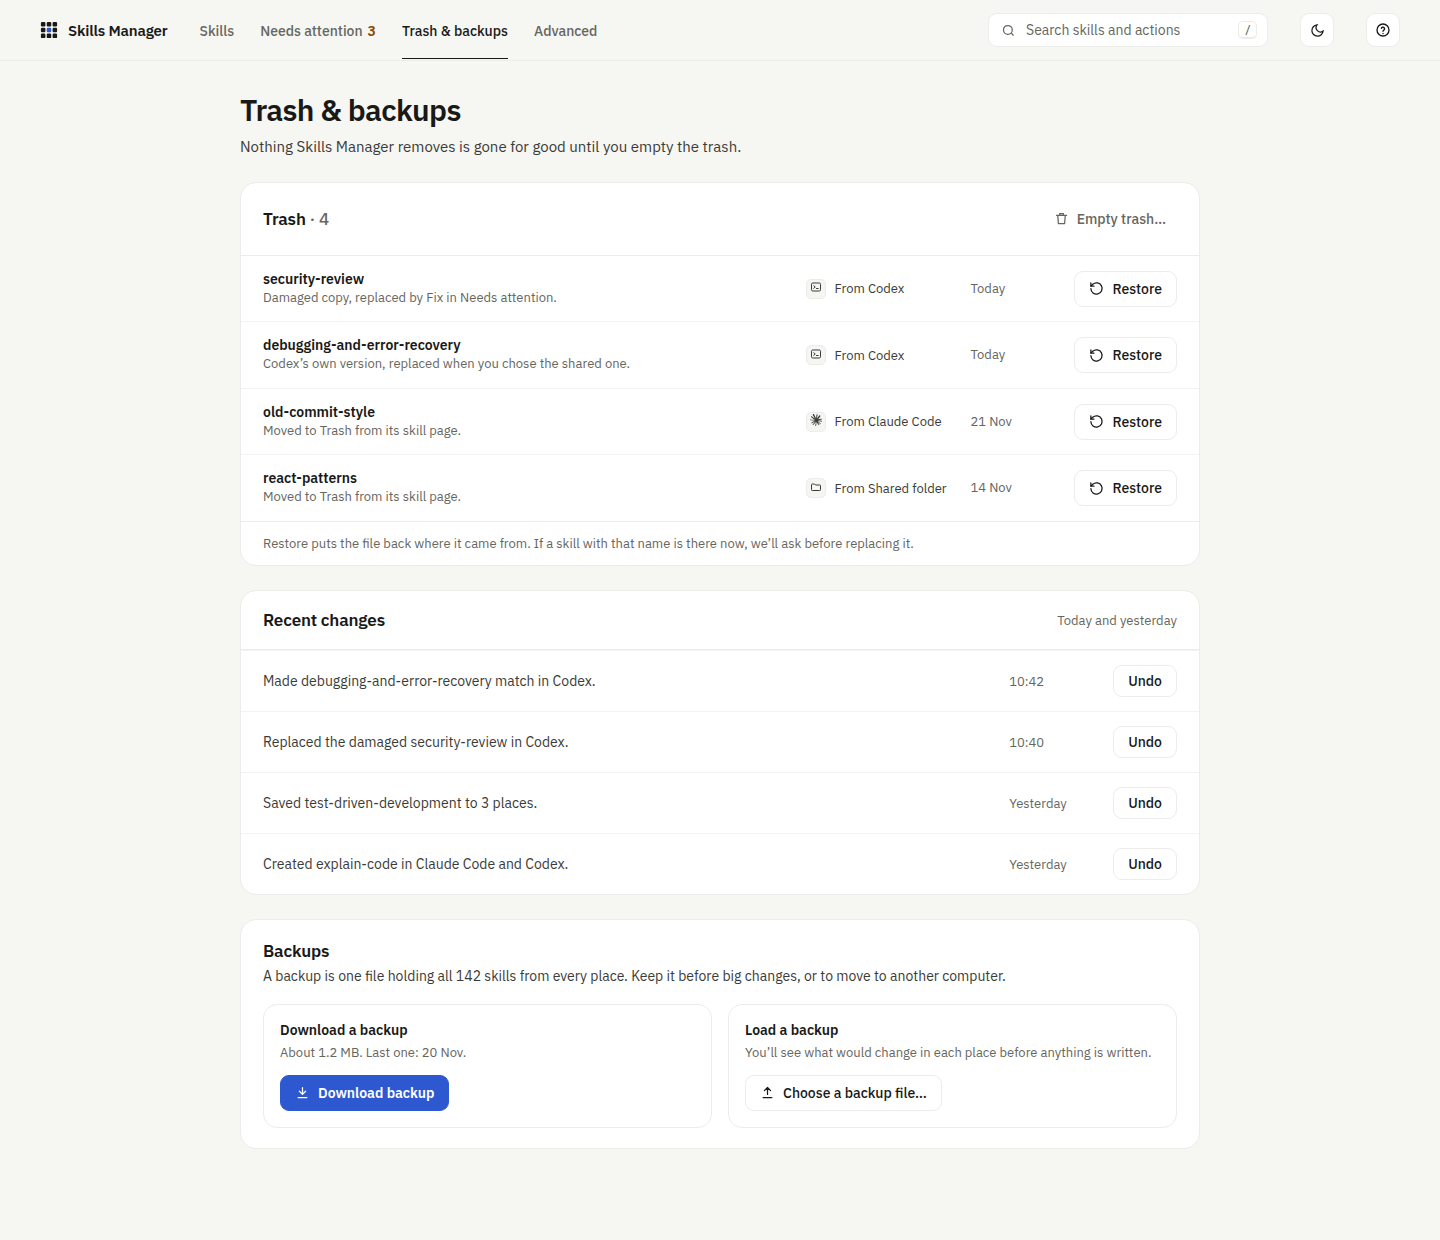 Skills Manager Skills Needs attention 3 Trash & backups Advanced Search skills and actions /
Trash & backups
Nothing Skills Manager removes is gone for good until you empty the trash.
Trash · 4 Empty trash…
security-review
Damaged copy, replaced by Fix in Needs attention.
From Codex Today Restore
debugging-and-error-recovery
Codex’s own version, replaced when you chose the shared one.
From Codex Today Restore
old-commit-style
Moved to Trash from its skill page.
From Claude Code 21 Nov Restore
react-patterns
Moved to Trash from its skill page.
From Shared folder 14 Nov Restore
Restore puts the file back where it came from. If a skill with that name is there now, we’ll ask before replacing it.
Recent changes Today and yesterday
Made debugging-and-error-recovery match in Codex. 10:42 Undo
Replaced the damaged security-review in Codex. 10:40 Undo
Saved test-driven-development to 3 places. Yesterday Undo
Created explain-code in Claude Code and Codex. Yesterday Undo
Backups
A backup is one file holding all 142 skills from every place. Keep it before big changes, or to move to another computer.
Download a backup
About 1.2 MB. Last one: 20 Nov.
Download backup
Load a backup
You’ll see what would change in each place before anything is written.
Choose a backup file…